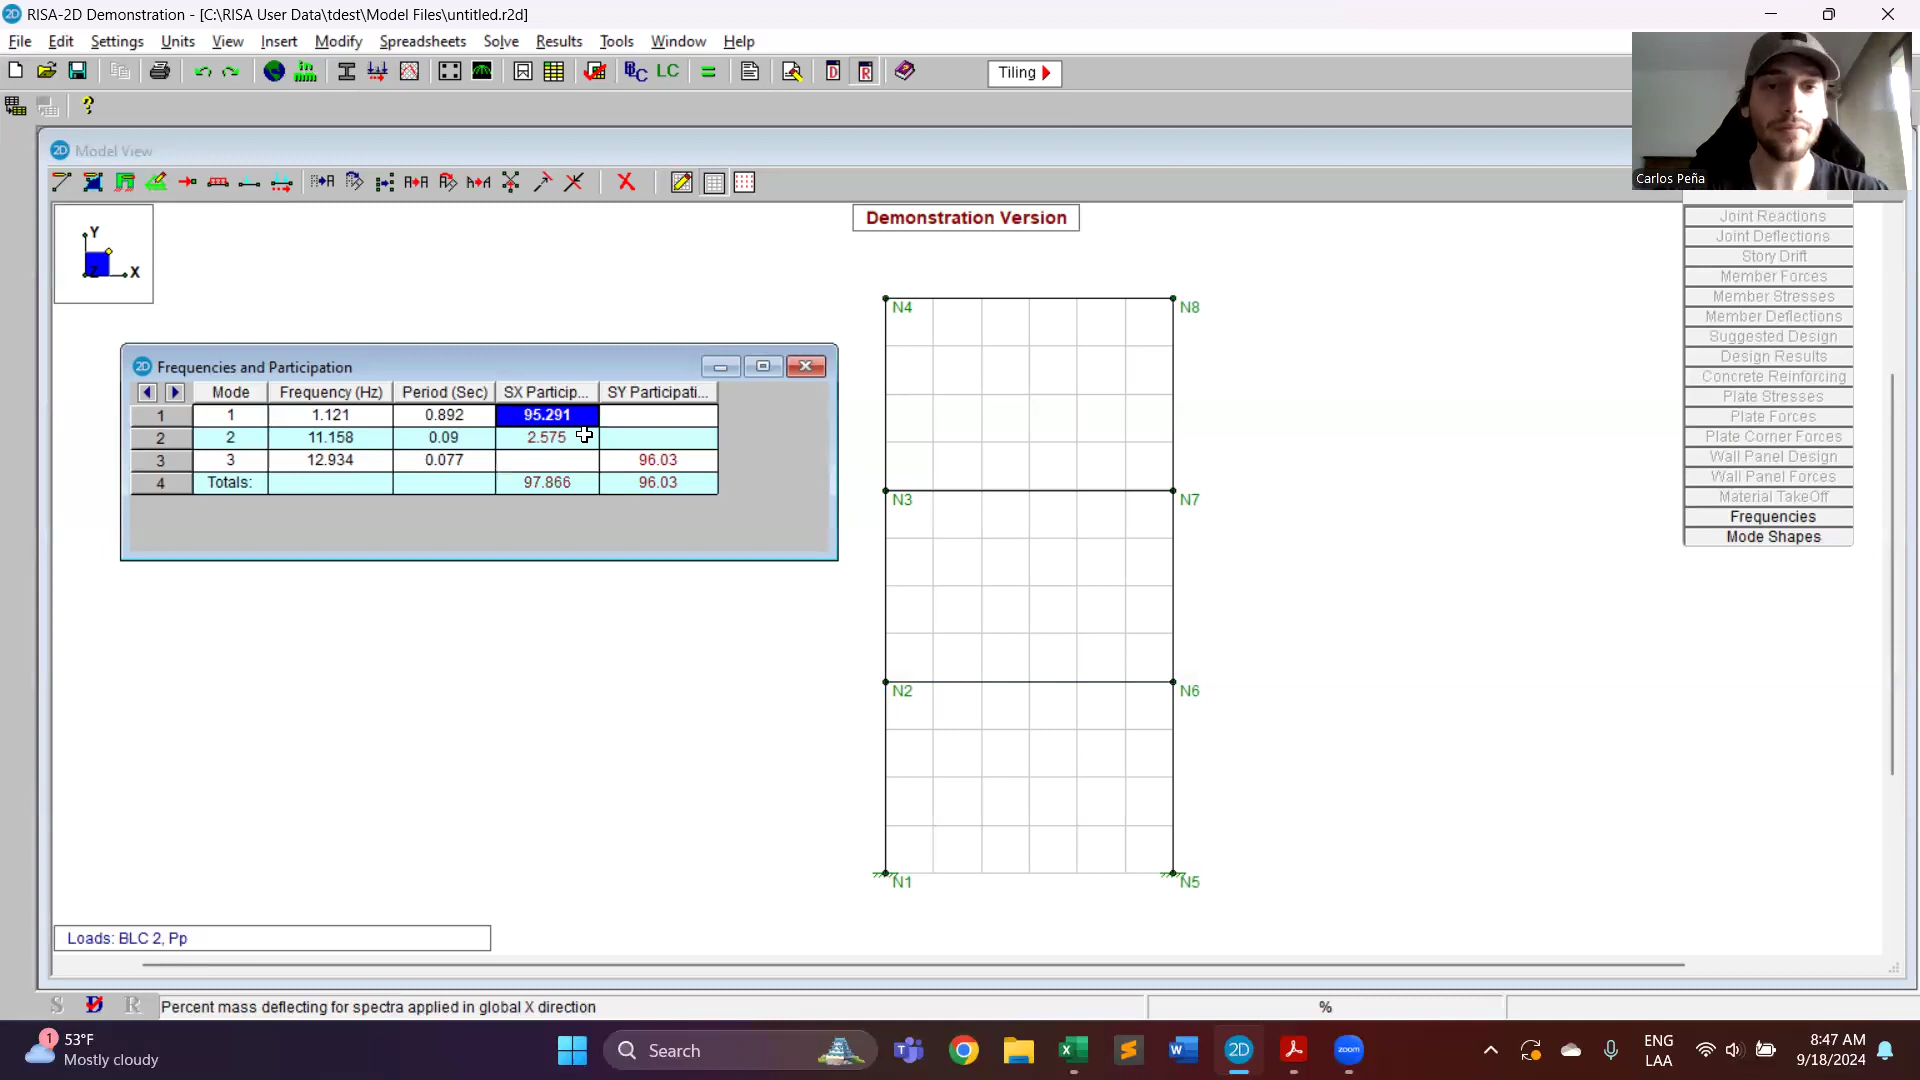 RISA-2D Demonstration - [C:\RISA User Data\tdest\Model Files\untitled.r2d]
File Edit Settings Units View Insert Modify Spreadsheets Solve Results Tools Window Help
LC
Tiling
Carlos Peña
Model View
Demonstration Version
Y
Z
X
Joint Reactions
Joint Deflections
Story Drift
Member Forces
Member Stresses
Member Deflections
Suggested Design
Design Results
Concrete Reinforcing
Plate Stresses
Plate Forces
Plate Corner Forces
Wall Panel Design
Wall Panel Forces
Material TakeOff
Frequencies
Mode Shapes
Frequencies and Participation
Mode Frequency (Hz) Period (Sec) SX Particip... SY Participati...
1 1 1.121 0.892 95.291
2 2 11.158 0.09 2.575
3 3 12.934 0.077 96.03
4 Totals: 97.866 96.03
N4
N8
N3
N7
N2
N6
N1
N5
Loads: BLC 2, Pp
S D R Percent mass deflecting for spectra applied in global X direction %
1
53°F
Mostly cloudy
Search
2D
zoom
ENG
LAA
8:47 AM
9/18/2024